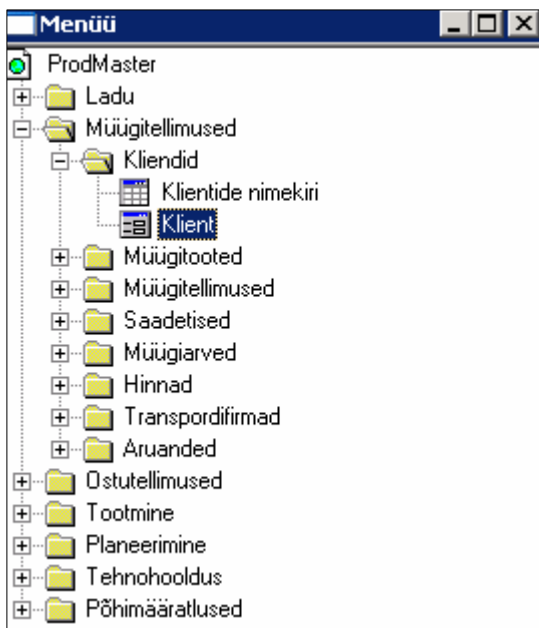 Menüü
ProdMaster
Ladu
Müügitellimused
Kliendid
Klientide nimekiri
Klient
Müügitooted
Müügitellimused
Saadetised
Müügiarved
Hinnad
Transpordifirmad
Aruanded
Ostutellimused
Tootmine
Planeerimine
Tehnohooldus
Põhimääratlused